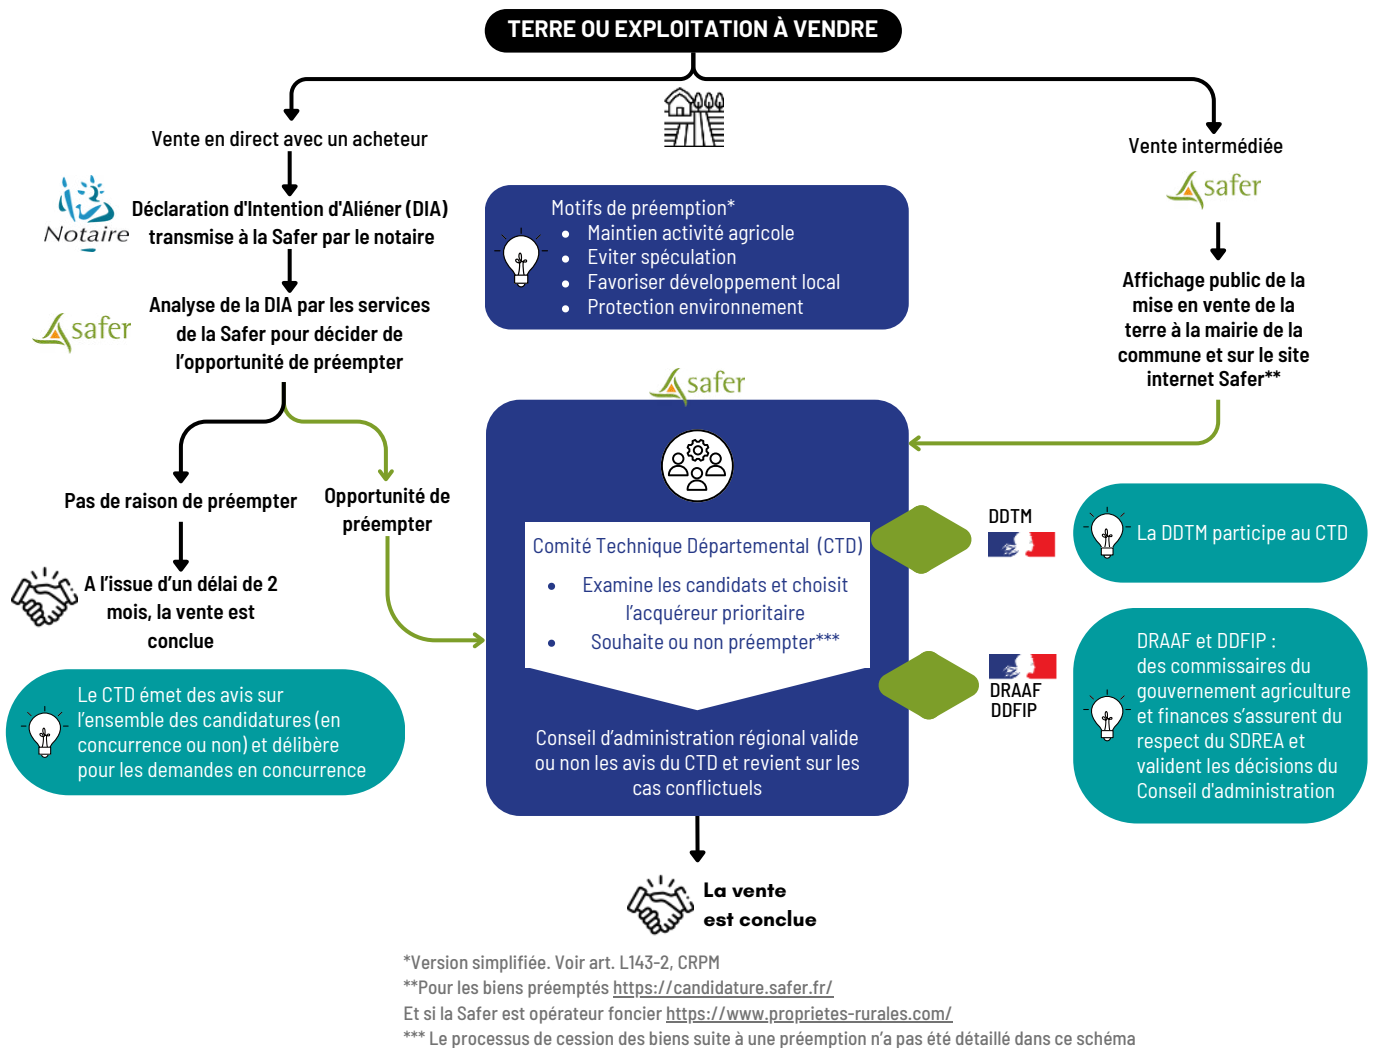 TERRE OU EXPLOITATION À VENDRE
Vente en direct avec un acheteur
Notaire
Déclaration d'Intention d'Aliéner (DIA)
transmise à la Safer par le notaire
safer
Analyse de la DIA par les services
de la Safer pour décider de
l'opportunité de préempter
Pas de raison de préempter
Opportunité de
préempter
A l'issue d'un délai de 2
mois, la vente est
conclue
Le CTD émet des avis sur
l'ensemble des candidatures (en
concurrence ou non) et délibère
pour les demandes en concurrence
Motifs de préemption*
• Maintien activité agricole
• Eviter spéculation
• Favoriser développement local
• Protection environnement
Vente intermédiée
safer
Affichage public de la
mise en vente de la
terre à la mairie de la
commune et sur le site
internet Safer**
safer
Comité Technique Départemental (CTD)
• Examine les candidats et choisit
l'acquéreur prioritaire
• Souhaite ou non préempter***
Conseil d'administration régional valide
ou non les avis du CTD et revient sur les
cas conflictuels
DDTM
La DDTM participe au CTD
DRAAF
DDFIP
DRAAF et DDFIP :
des commissaires du
gouvernement agriculture
et finances s'assurent du
respect du SDREA et
valident les décisions du
Conseil d'administration
La vente
est conclue
*Version simplifiée. Voir art. L143-2, CRPM
**Pour les biens préemptés https://candidature.safer.fr/
Et si la Safer est opérateur foncier https://www.proprietes-rurales.com/
*** Le processus de cession des biens suite à une préemption n'a pas été détaillé dans ce schéma